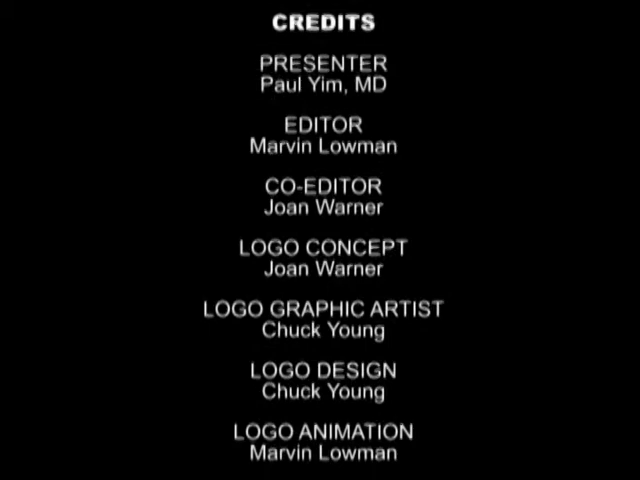 CREDITS
PRESENTER
Paul Yim, MD
EDITOR
Marvin Lowman
CO-EDITOR
Joan Warner
LOGO CONCEPT
Joan Warner
LOGO GRAPHIC ARTIST
Chuck Young
LOGO DESIGN
Chuck Young
LOGO ANIMATION
Marvin Lowman